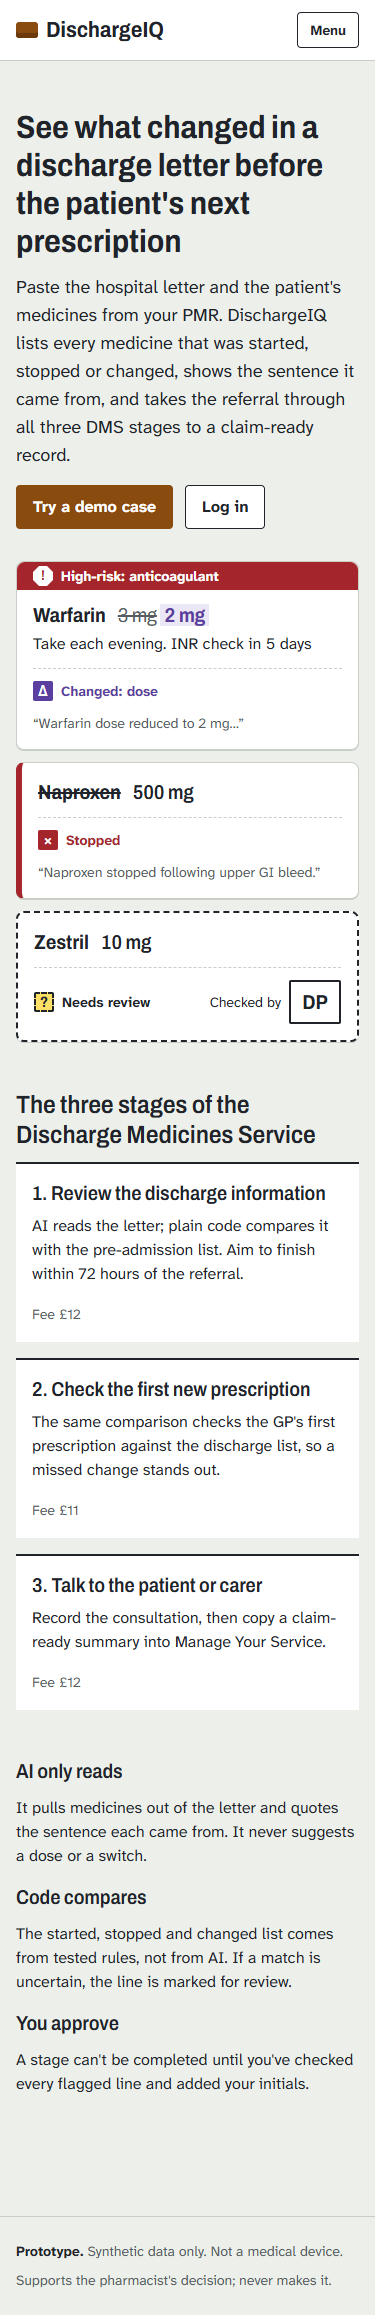 DischargeIQ
Menu
See what changed in a
discharge letter before
the patient's next
prescription
Paste the hospital letter and the patient's
medicines from your PMR. DischargeIQ
lists every medicine that was started,
stopped or changed, shows the sentence it
came from, and takes the referral through
all three DMS stages to a claim-ready
record.
Try a demo case
Log in
! High-risk: anticoagulant
Warfarin 3 mg 2 mg
Take each evening. INR check in 5 days
Δ Changed: dose
“Warfarin dose reduced to 2 mg…”
Naproxen 500 mg
× Stopped
“Naproxen stopped following upper GI bleed.”
Zestril 10 mg
? Needs review Checked by DP
The three stages of the
Discharge Medicines Service
1. Review the discharge information
AI reads the letter; plain code compares it
with the pre-admission list. Aim to finish
within 72 hours of the referral.
Fee £12
2. Check the first new prescription
The same comparison checks the GP's first
prescription against the discharge list, so a
missed change stands out.
Fee £11
3. Talk to the patient or carer
Record the consultation, then copy a claim-
ready summary into Manage Your Service.
Fee £12
AI only reads
It pulls medicines out of the letter and quotes
the sentence each came from. It never suggests
a dose or a switch.
Code compares
The started, stopped and changed list comes
from tested rules, not from AI. If a match is
uncertain, the line is marked for review.
You approve
A stage can't be completed until you've checked
every flagged line and added your initials.
Prototype. Synthetic data only. Not a medical device.
Supports the pharmacist's decision; never makes it.